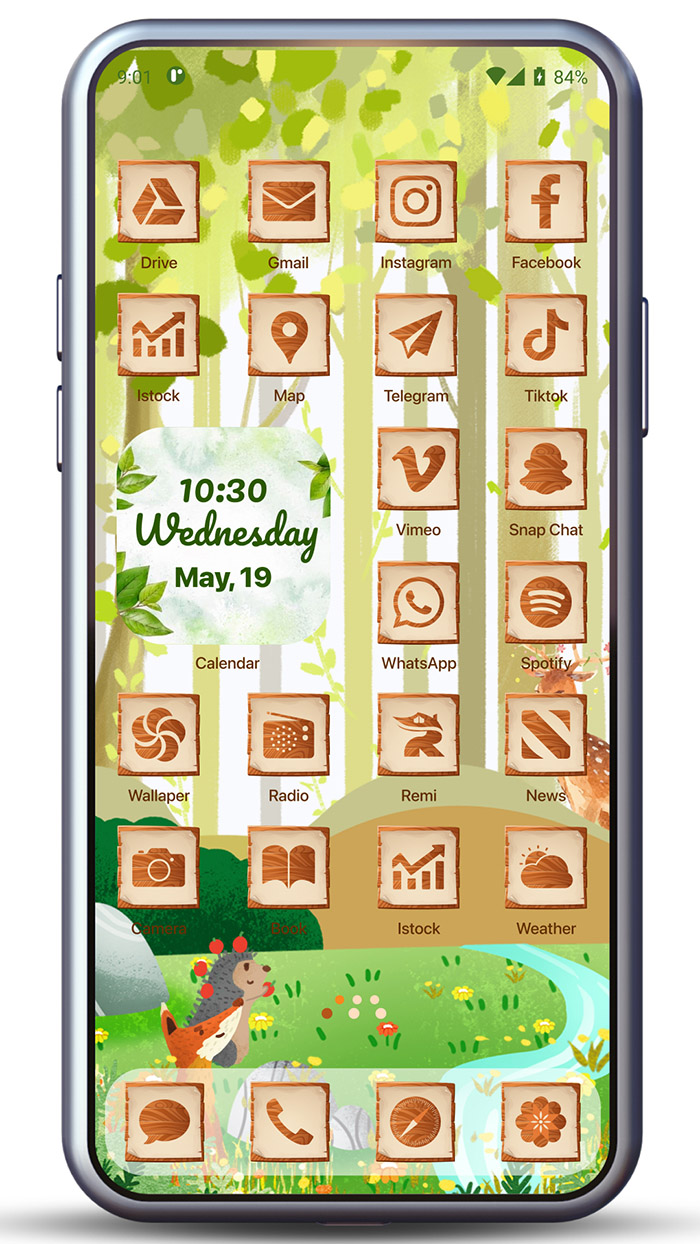 9:01 84%
Drive Gmail Instagram Facebook
Istock Map Telegram Tiktok
10:30
Wednesday
May, 19
Calendar
Vimeo Snap Chat
WhatsApp Spotify
Wallaper Radio Remi News
Camera Book Istock Weather